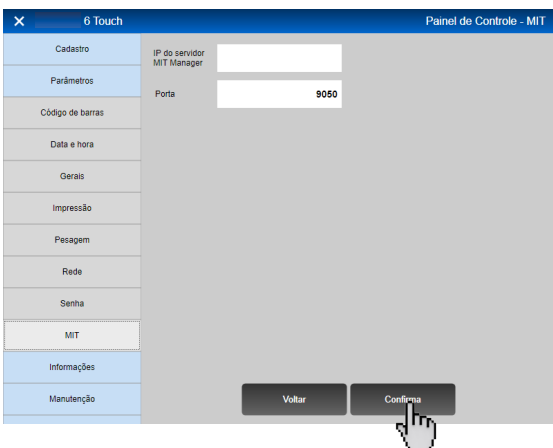 × 6 Touch Painel de Controle - MIT
Cadastro
Parâmetros
Código de barras
Data e hora
Gerais
Impressão
Pesagem
Rede
Senha
MIT
Informações
Manutenção
IP do servidor
MIT Manager
Porta 9050
Voltar Confirma